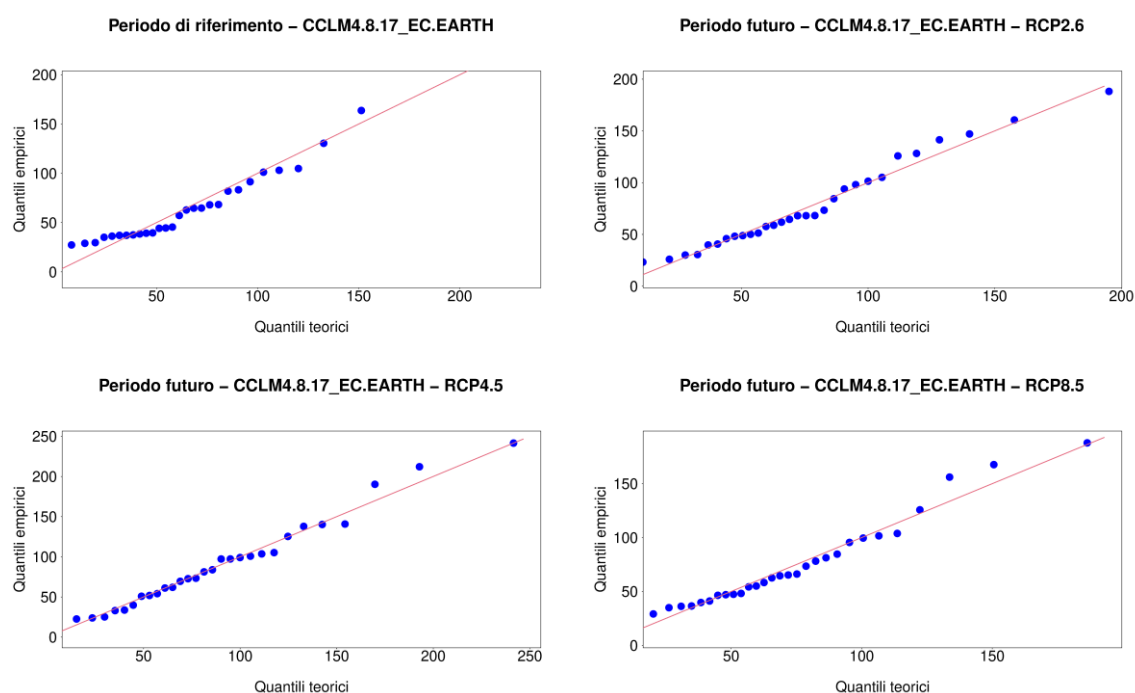 Periodo di riferimento − CCLM4.8.17_EC.EARTH
200
150
100
50
0
Quantili empirici
50 100 150 200
Quantili teorici
Periodo futuro − CCLM4.8.17_EC.EARTH − RCP2.6
200
150
100
50
0
Quantili empirici
50 100 150 200
Quantili teorici
Periodo futuro − CCLM4.8.17_EC.EARTH − RCP4.5
250
200
150
100
50
0
Quantili empirici
50 100 150 200 250
Quantili teorici
Periodo futuro − CCLM4.8.17_EC.EARTH − RCP8.5
150
100
50
0
Quantili empirici
50 100 150
Quantili teorici